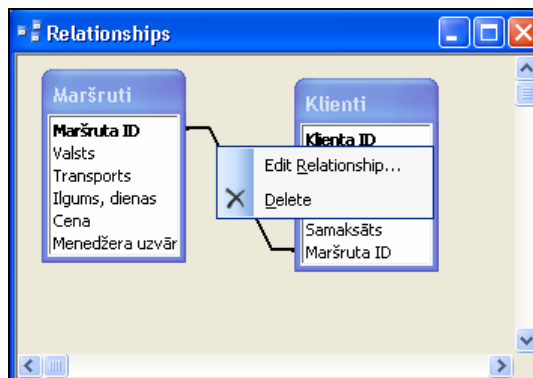 Relationships
Maršruti
Maršruta ID
Valsts
Transports
Ilgums, dienas
Cena
Menedžera uzvār
Klienti
Klienta ID
Samaksāts
Maršruta ID
Edit Relationship...
Delete